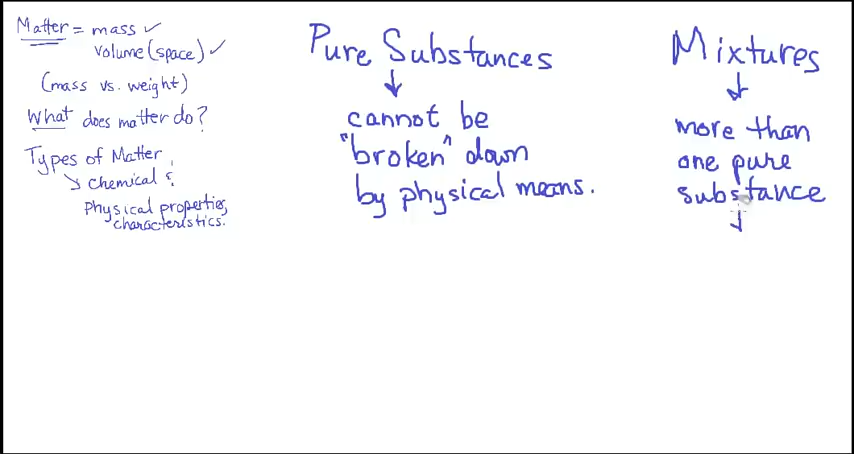 Matter = mass ✓
volume (space) ✓
(mass vs. weight)
What does matter do?
Types of Matter
↘ chemical &
physical properties,
characteristics.
Pure Substances
↓
cannot be
"broken" down
by physical means.
Mixtures
↓
more than
one pure
substance
↓